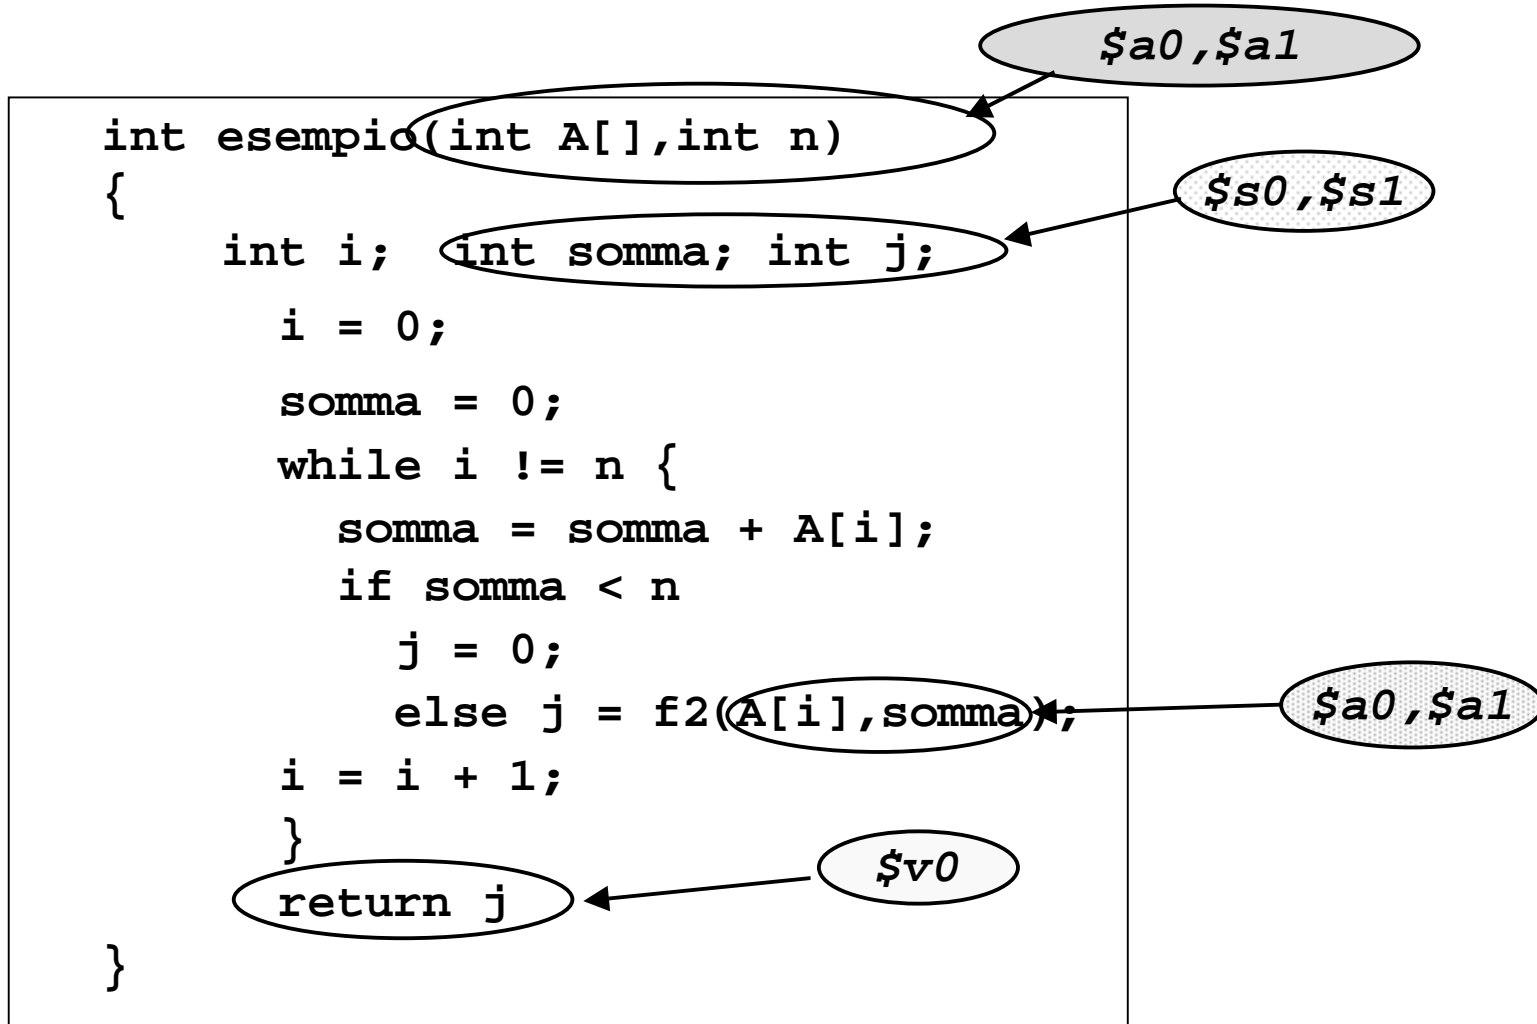 $a0,$a1
int esempio(int A[],int n)
{
$s0,$s1
int i; int somma; int j;
i = 0;
somma = 0;
while i != n {
somma = somma + A[i];
if somma < n
j = 0;
else j = f2(A[i],somma);
$a0,$a1
i = i + 1;
}
$v0
return j
}